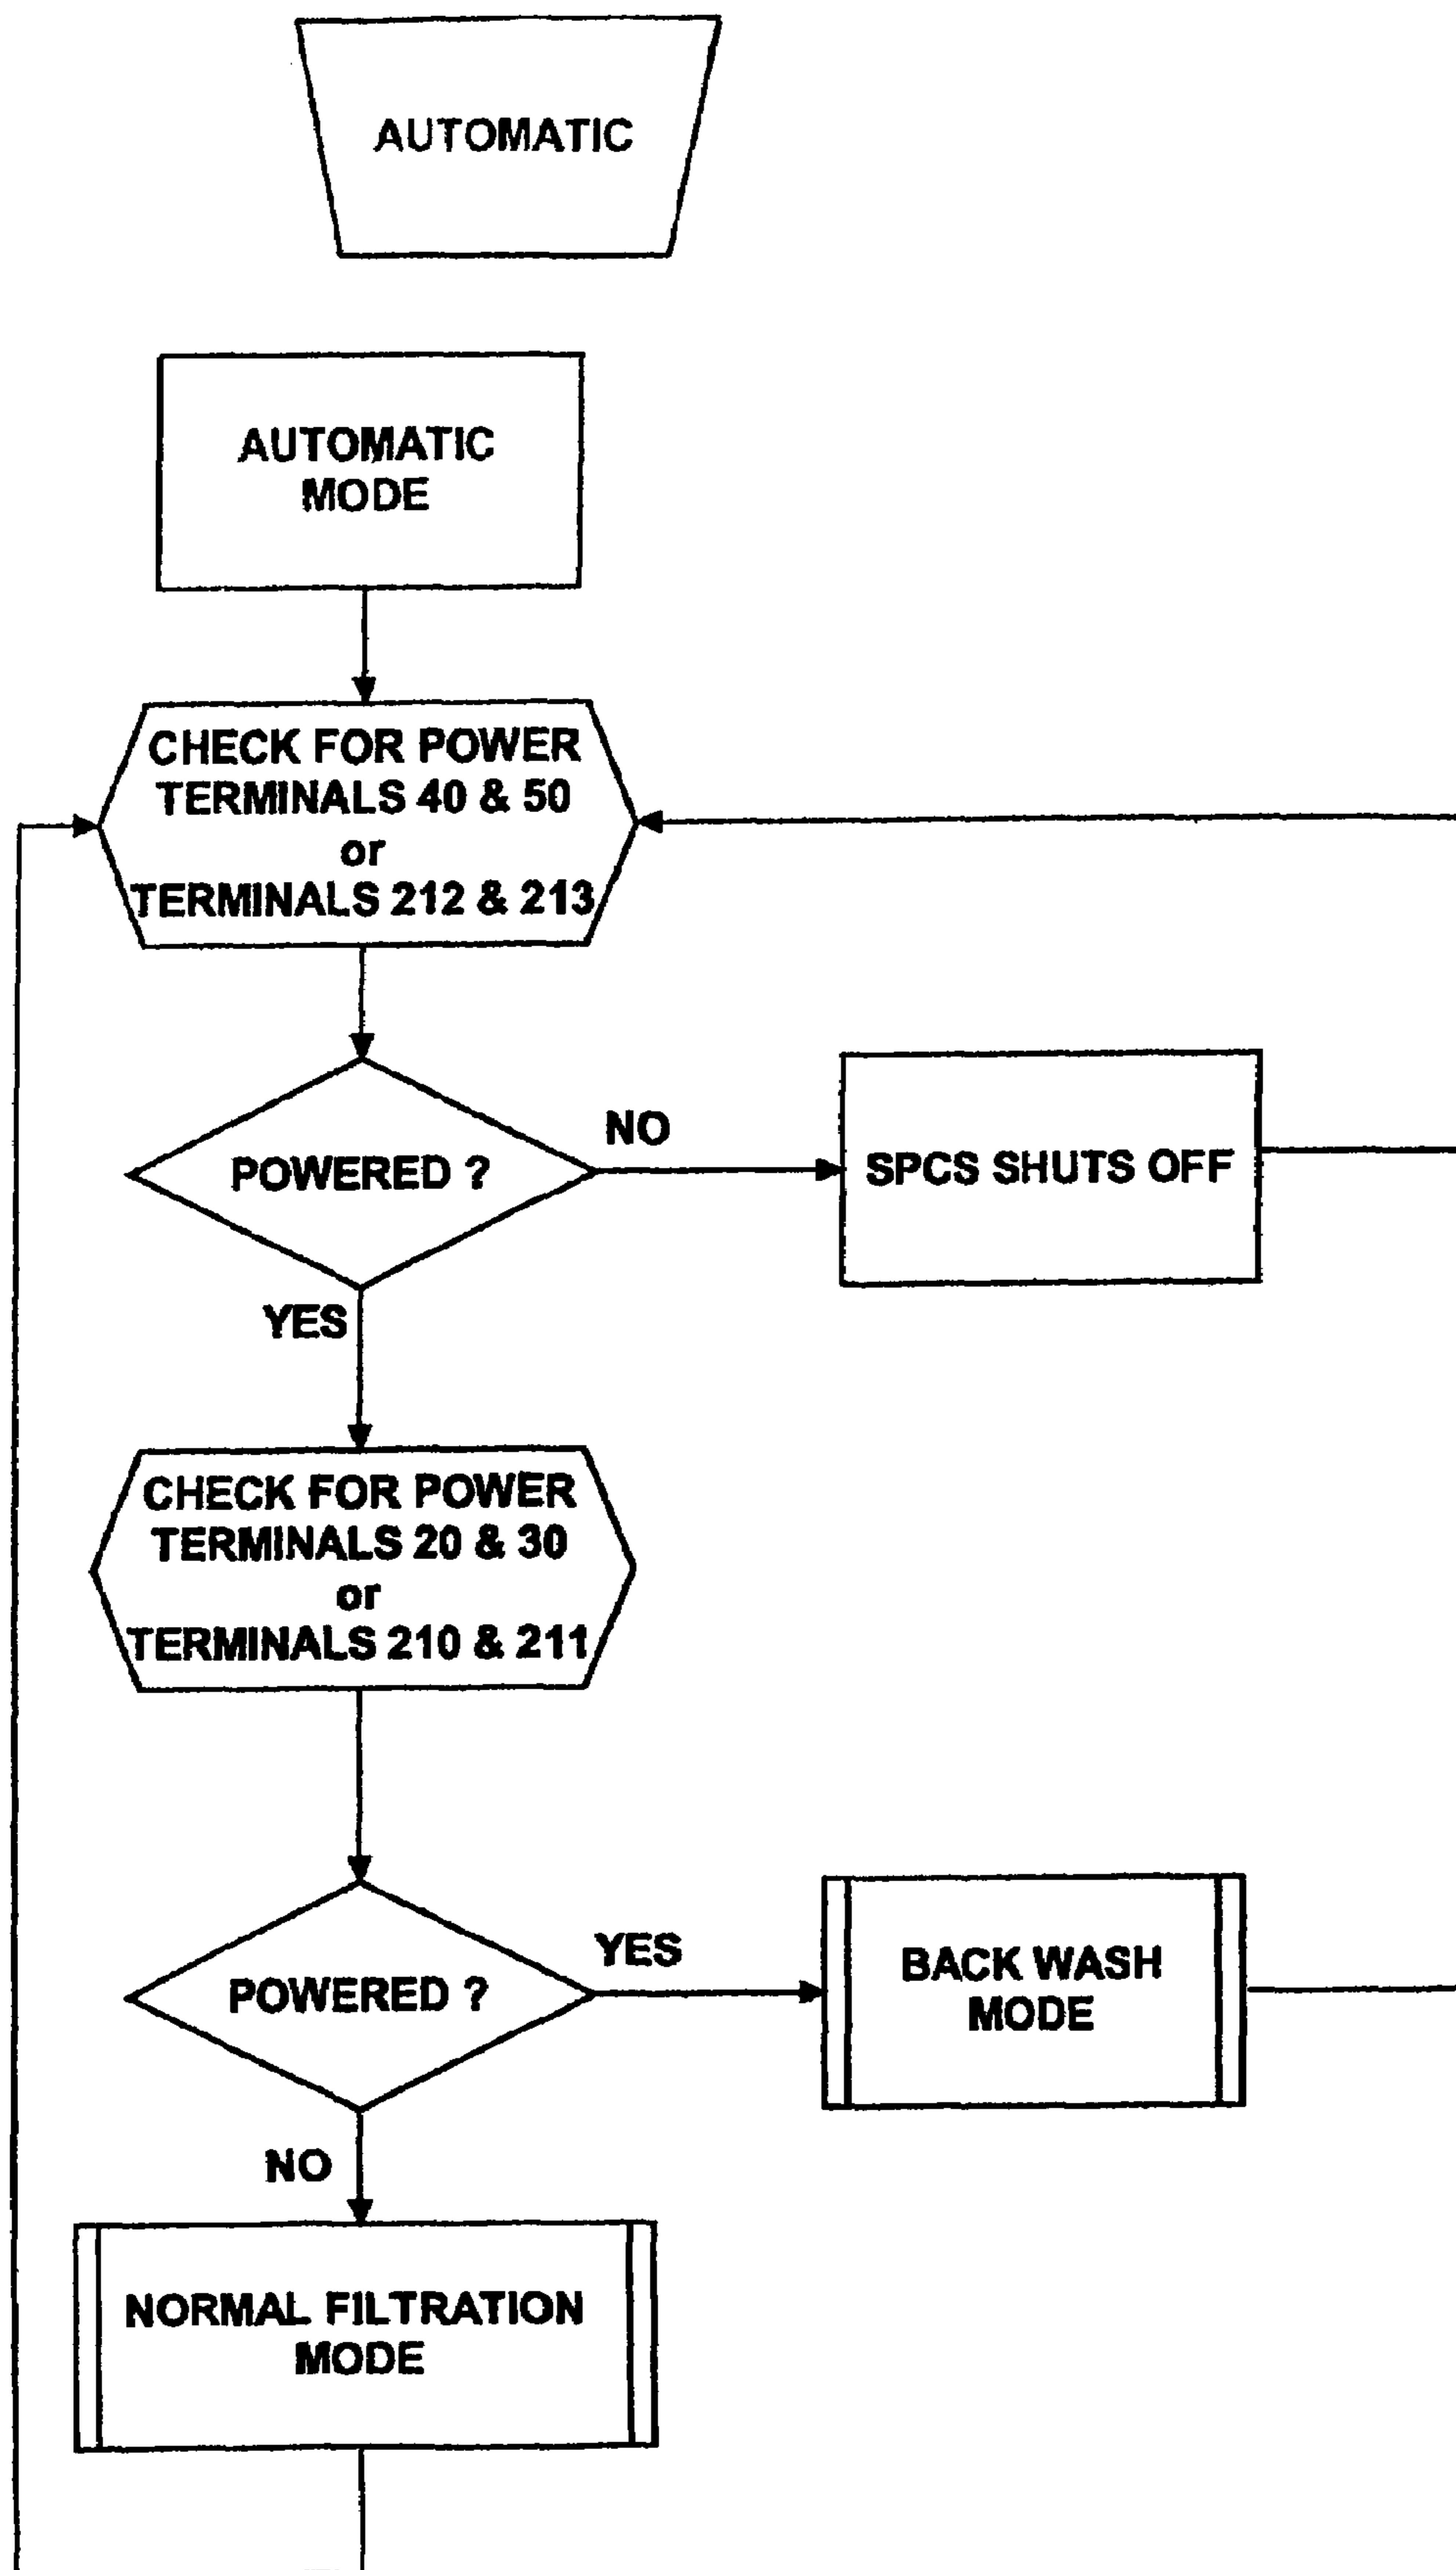 AUTOMATIC
AUTOMATIC
MODE
CHECK FOR POWER
TERMINALS 40 & 50
or
TERMINALS 212 & 213
NO
POWERED ?
SPCS SHUTS OFF
YES
CHECK FOR POWER
TERMINALS 20 & 30
or
TERMINALS 210 & 211
YES
POWERED ?
BACK WASH
MODE
NO
NORMAL FILTRATION
MODE